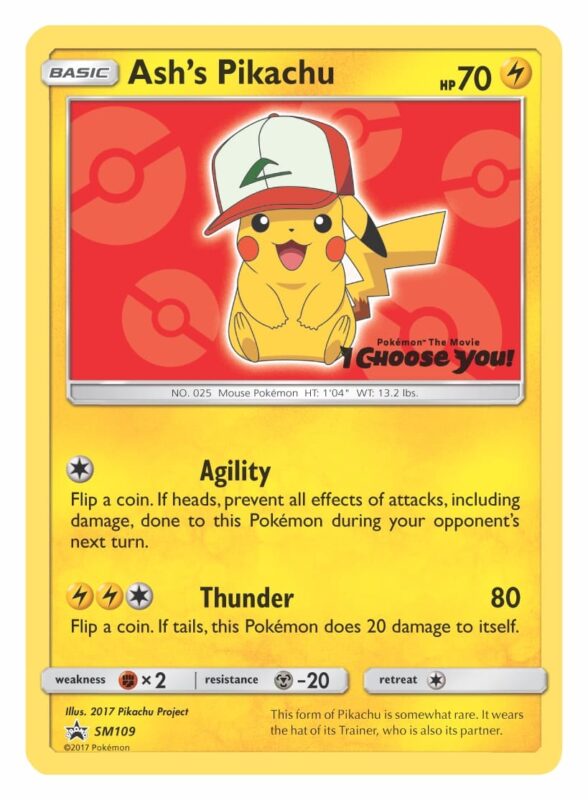 BASIC Ash's Pikachu HP 70
Pokémon™ The Movie
I Choose You!
NO. 025 Mouse Pokémon HT: 1'04" WT: 13.2 lbs.
Agility
Flip a coin. If heads, prevent all effects of attacks, including
damage, done to this Pokémon during your opponent's
next turn.
Thunder 80
Flip a coin. If tails, this Pokémon does 20 damage to itself.
weakness ×2 resistance -20 retreat
Illus. 2017 Pikachu Project
SM109
©2017 Pokémon
This form of Pikachu is somewhat rare. It wears
the hat of its Trainer, who is also its partner.